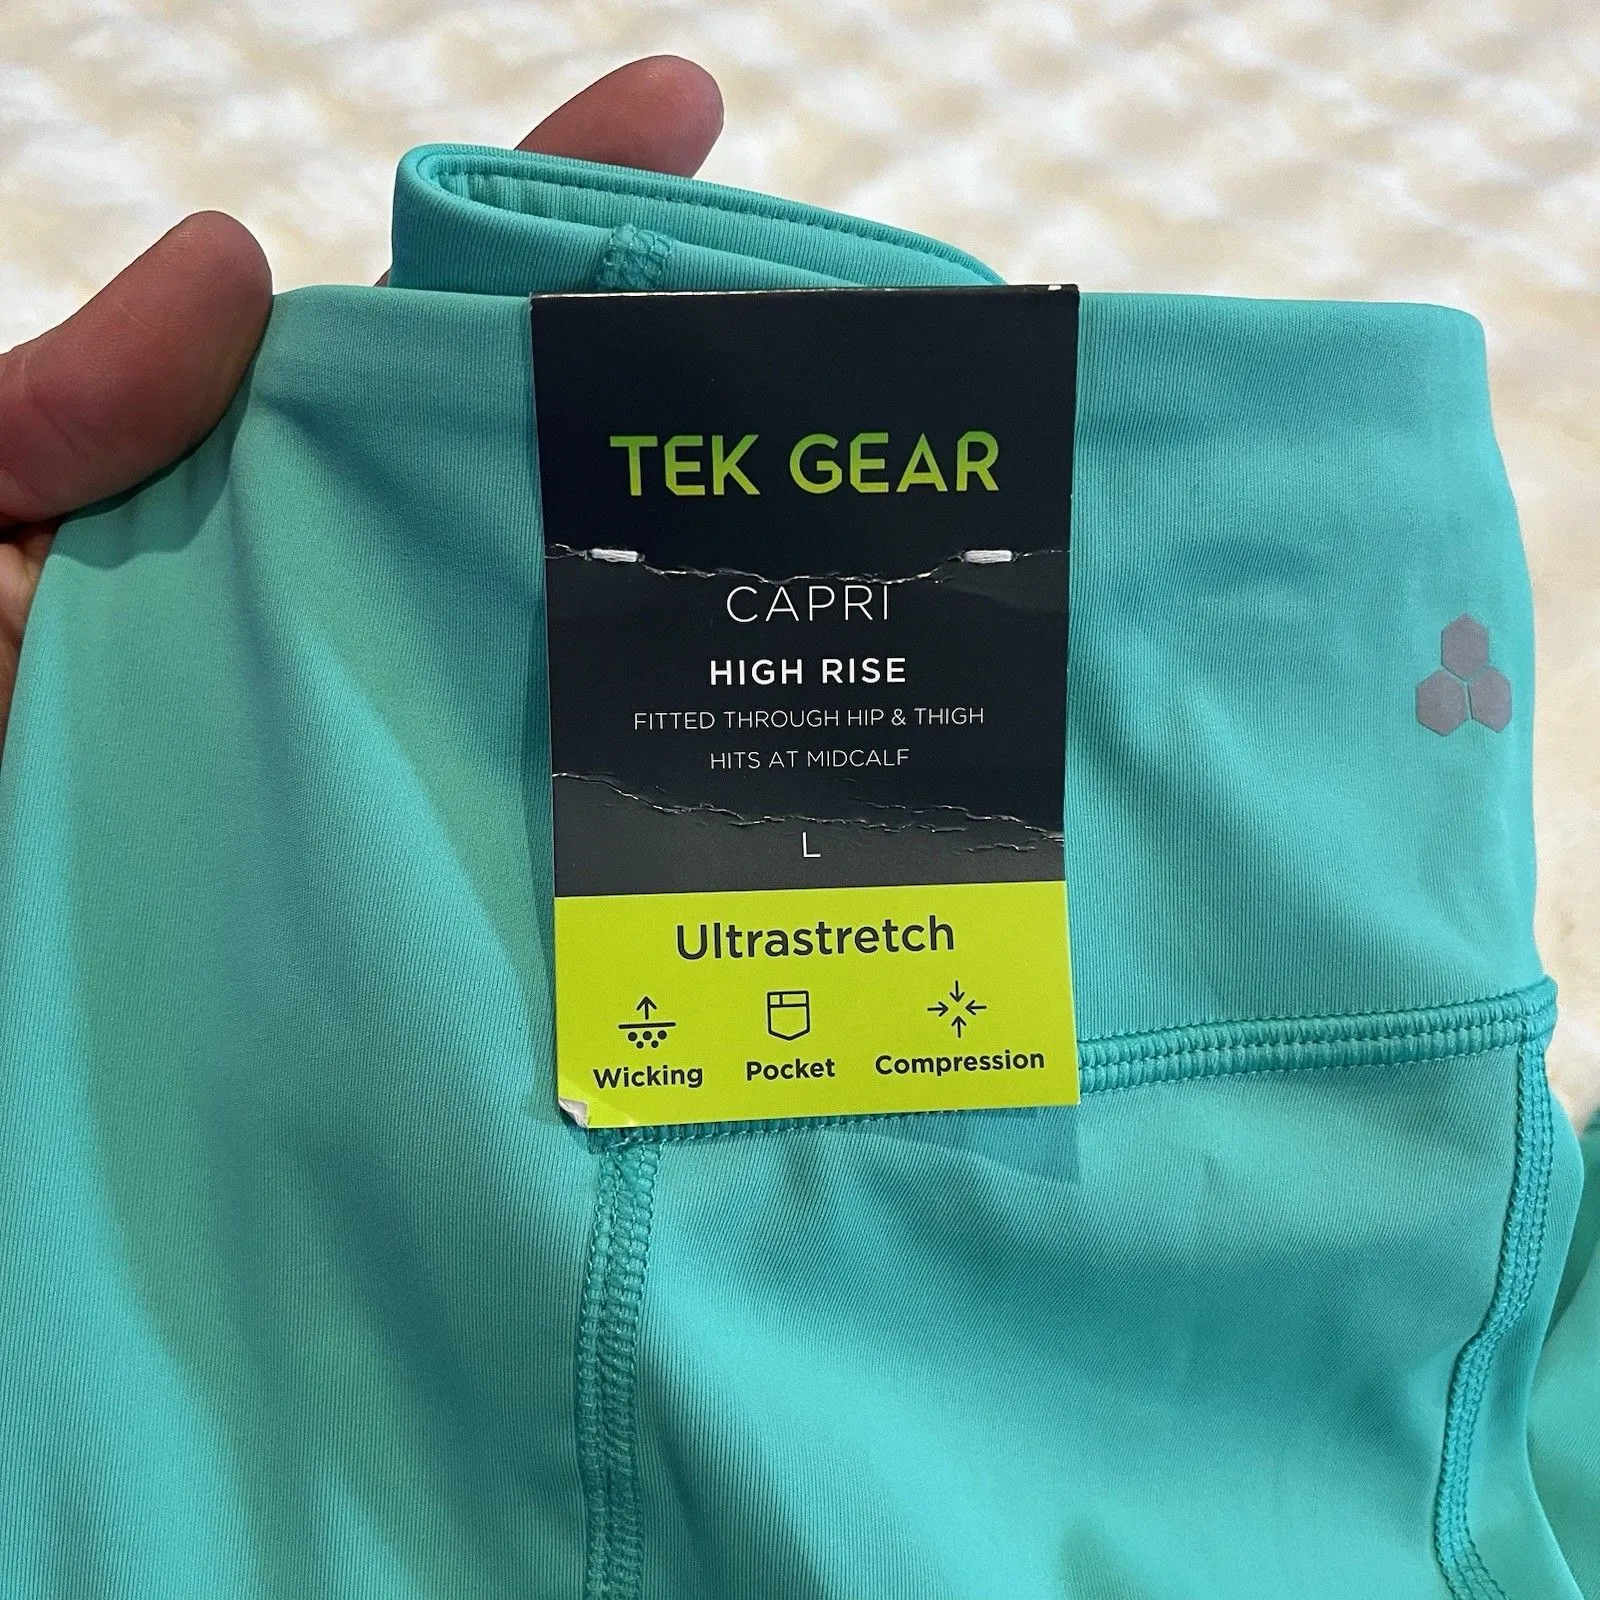 TEK GEAR
CAPRI
HIGH RISE
FITTED THROUGH HIP & THIGH
HITS AT MIDCALF
L
Ultrastretch
Wicking Pocket Compression